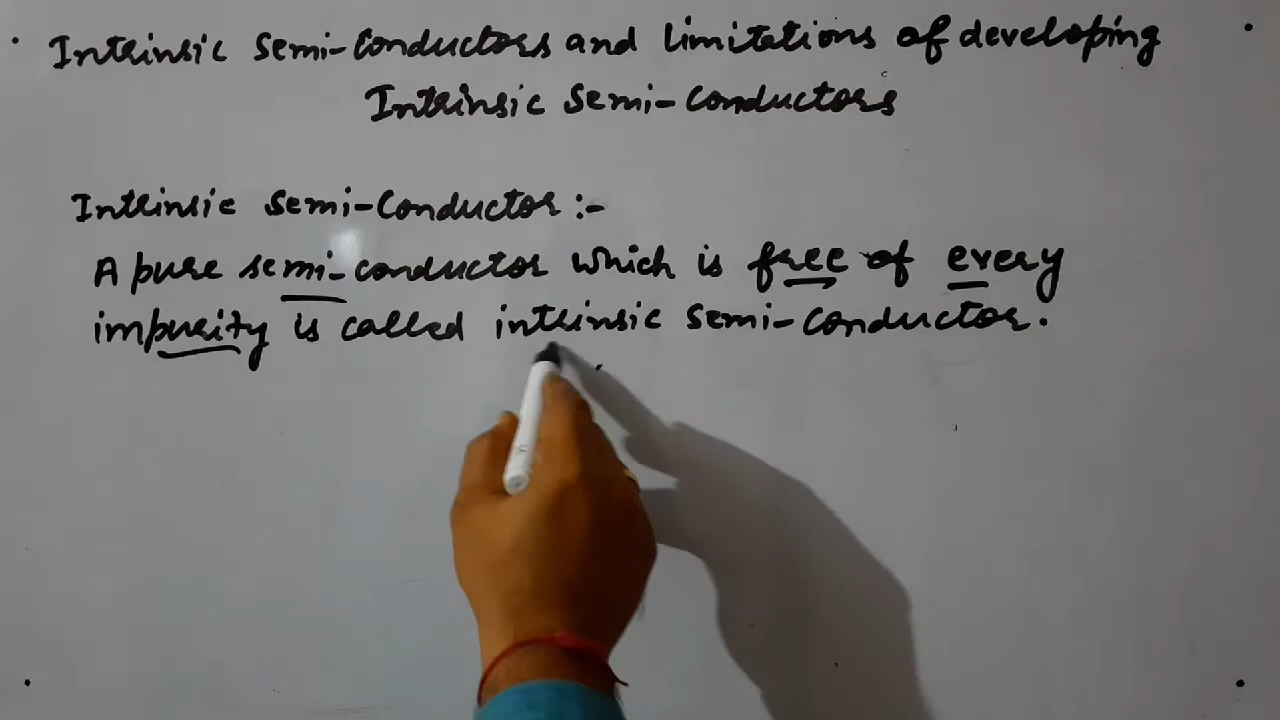 Intrinsic Semi-Conductors and Limitations of developing
Intrinsic Semi-Conductors
Intrinsic Semi-Conductor :-
A pure semi-conductor which is free of every
impurity is called intrinsic semi-conductor.